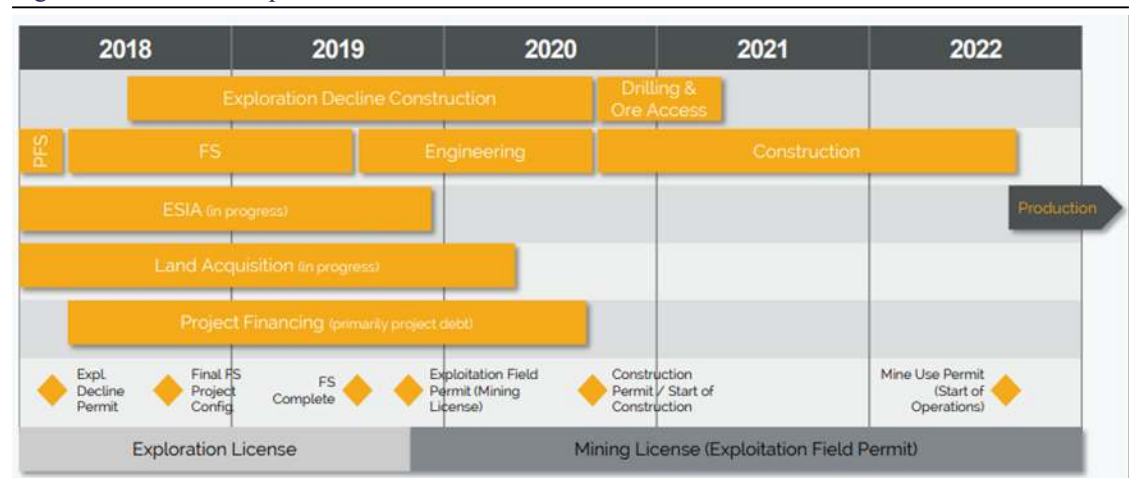 2018 2019 2020 2021 2022
Exploration Decline Construction
Drilling &
Ore Access
PFS
FS
Engineering
Construction
ESIA (in progress)
Production
Land Acquisition (in progress)
Project Financing (primarily project debt)
Expl.
Decline
Permit
Final FS
Project
Config.
FS
Complete
Exploitation Field
Permit (Mining
License)
Construction
Permit / Start of
Construction
Mine Use Permit
(Start of
Operations)
Exploration License
Mining License (Exploitation Field Permit)